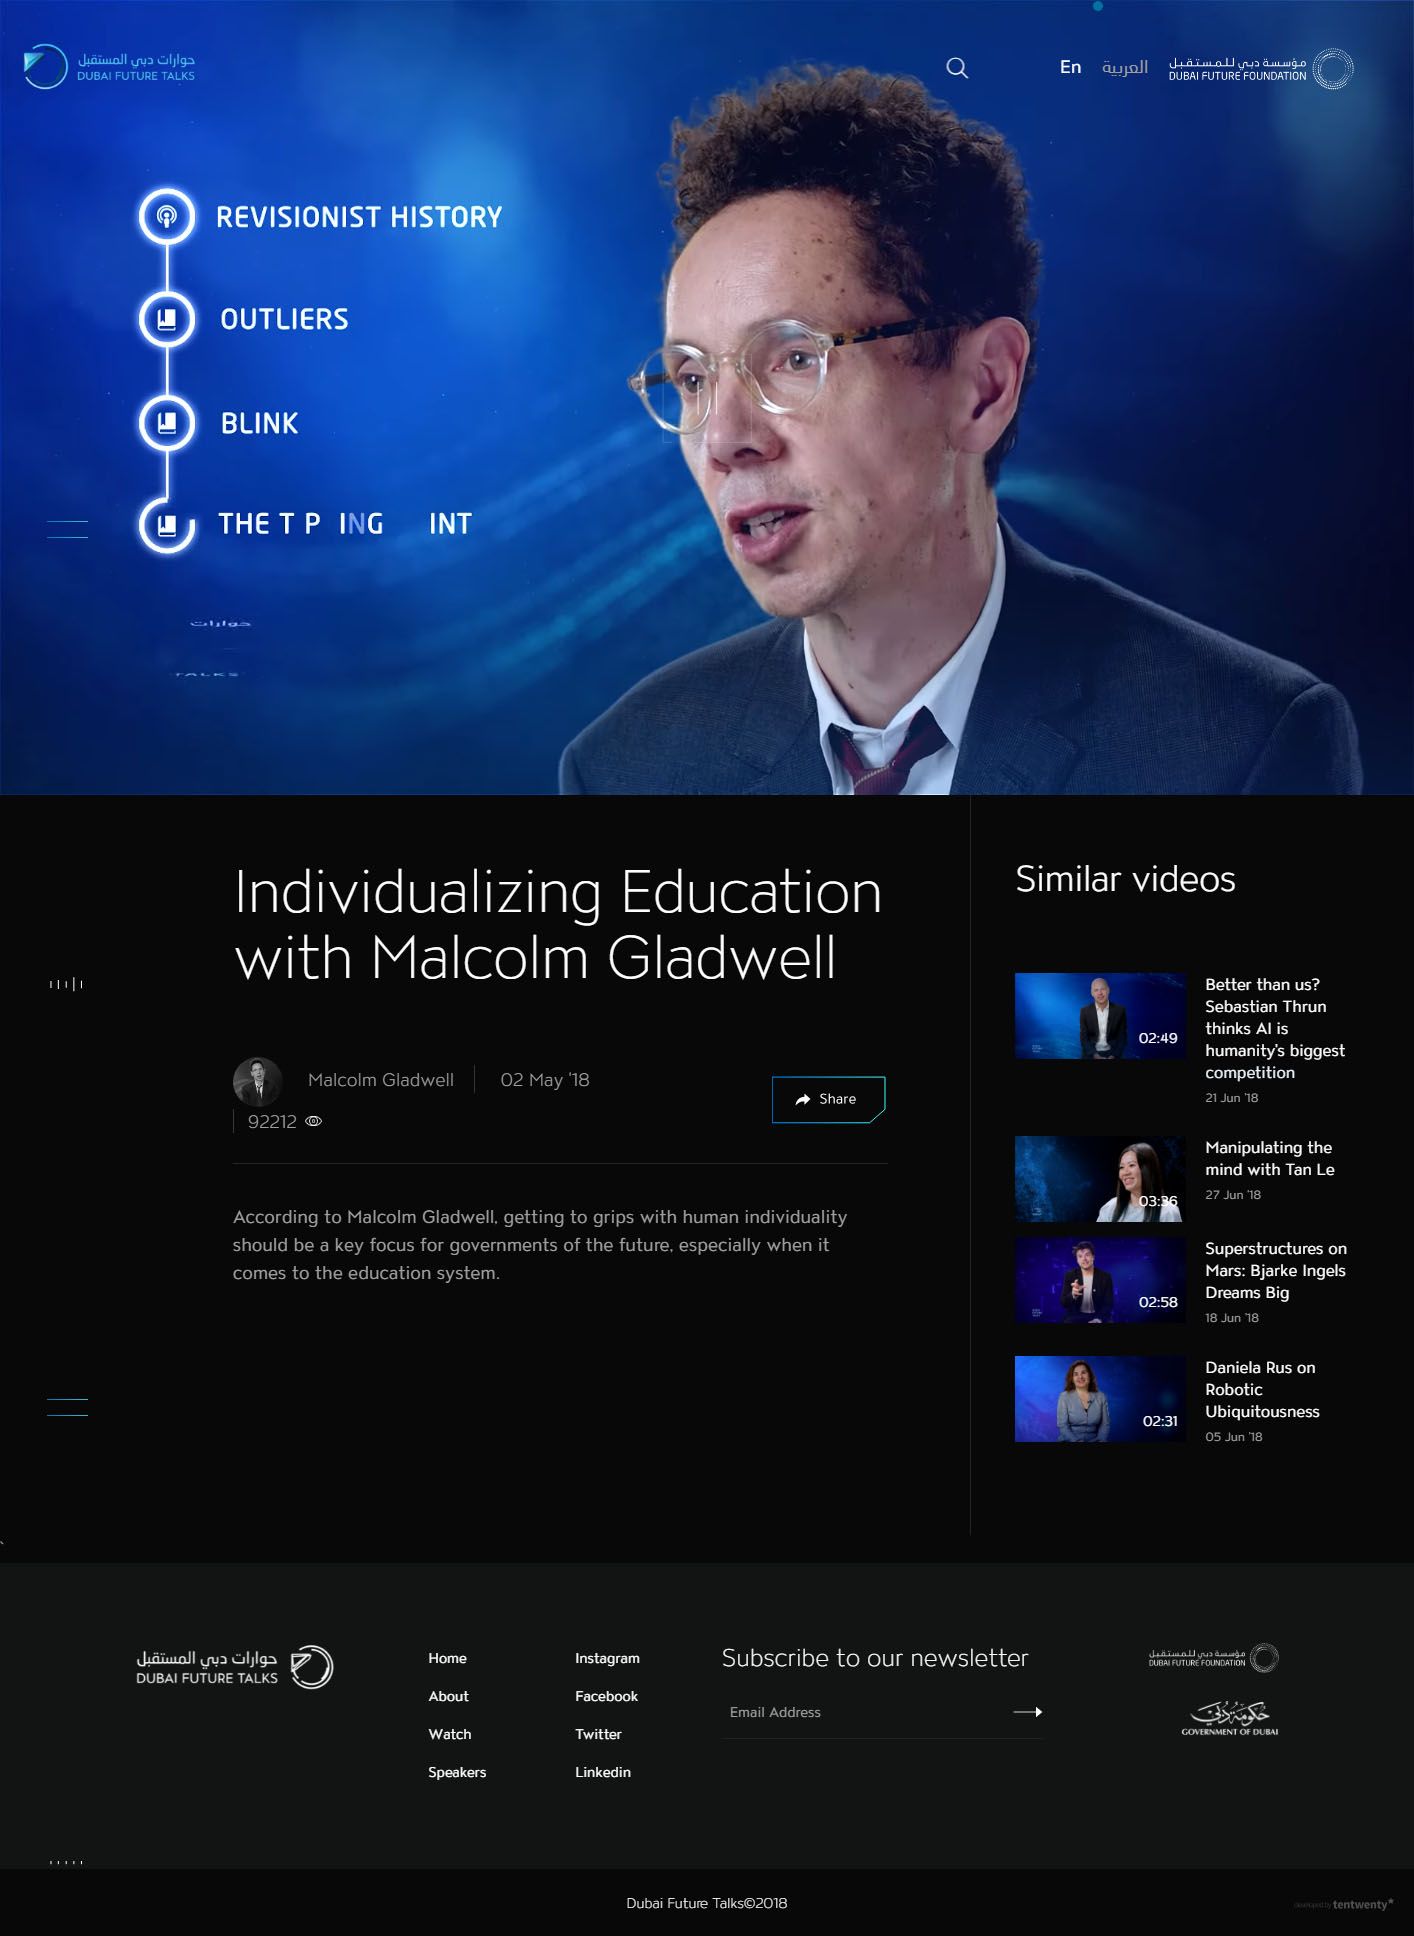 حوارات دبي المستقبل
DUBAI FUTURE TALKS
En
العربية
مؤسسة دبي للمستقبل
DUBAI FUTURE FOUNDATION
REVISIONIST HISTORY
OUTLIERS
BLINK
THE T P ING INT
حوارات
TALKS
Individualizing Education
with Malcolm Gladwell
Malcolm Gladwell
02 May '18
92212
Share
According to Malcolm Gladwell, getting to grips with human individuality
should be a key focus for governments of the future, especially when it
comes to the education system.
Similar videos
02:49
Better than us?
Sebastian Thrun
thinks AI is
humanity's biggest
competition
21 Jun '18
03:36
Manipulating the
mind with Tan Le
27 Jun '18
02:58
Superstructures on
Mars: Bjarke Ingels
Dreams Big
18 Jun '18
02:31
Daniela Rus on
Robotic
Ubiquitousness
05 Jun '18
حوارات دبي المستقبل
DUBAI FUTURE TALKS
Home
About
Watch
Speakers
Instagram
Facebook
Twitter
Linkedin
Subscribe to our newsletter
Email Address
مؤسسة دبي للمستقبل
DUBAI FUTURE FOUNDATION
حكومة دبي
GOVERNMENT OF DUBAI
Dubai Future Talks©2018
developed by tentwenty*